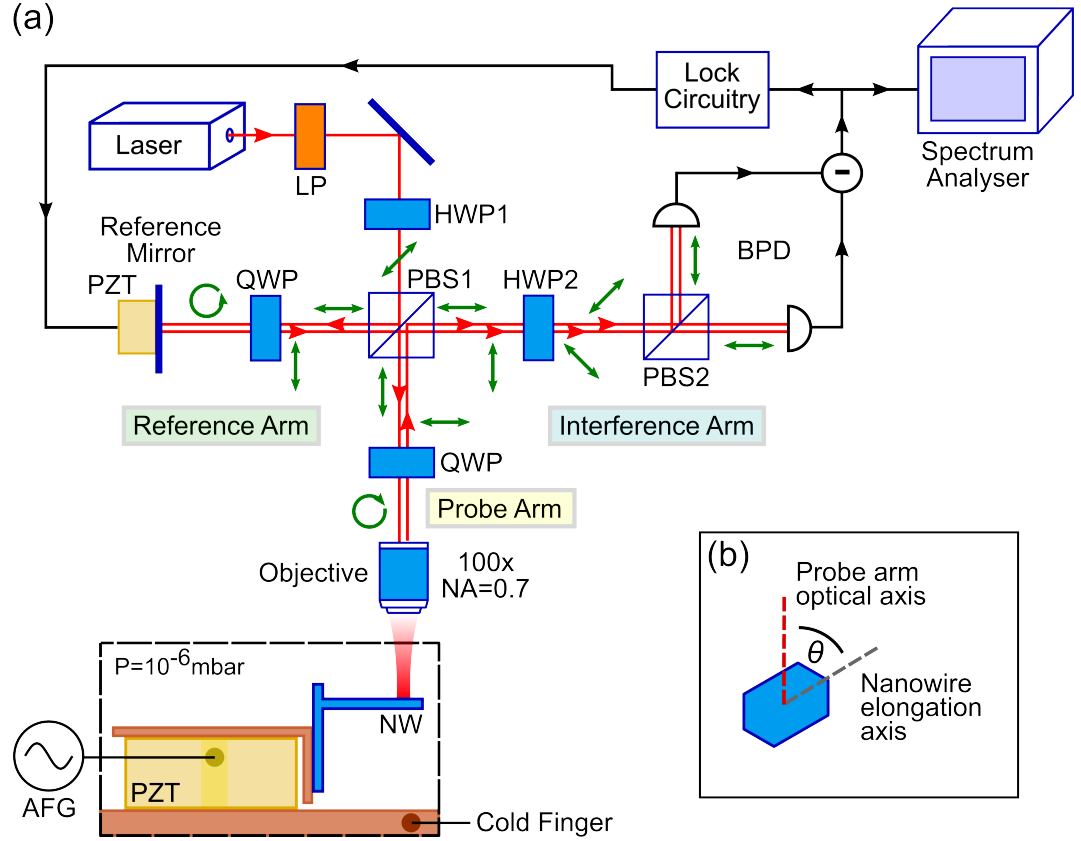 (a)
Lock
Circuitry
Laser
LP
Spectrum
Analyser
-
HWP1
Reference
Mirror
BPD
PZT
QWP
PBS1
HWP2
PBS2
Reference Arm
Interference Arm
QWP
Probe Arm
Objective
100x
NA=0.7
(b)
Probe arm
optical axis
θ
P=10⁻⁶mbar
Nanowire
elongation
axis
NW
PZT
AFG
Cold Finger